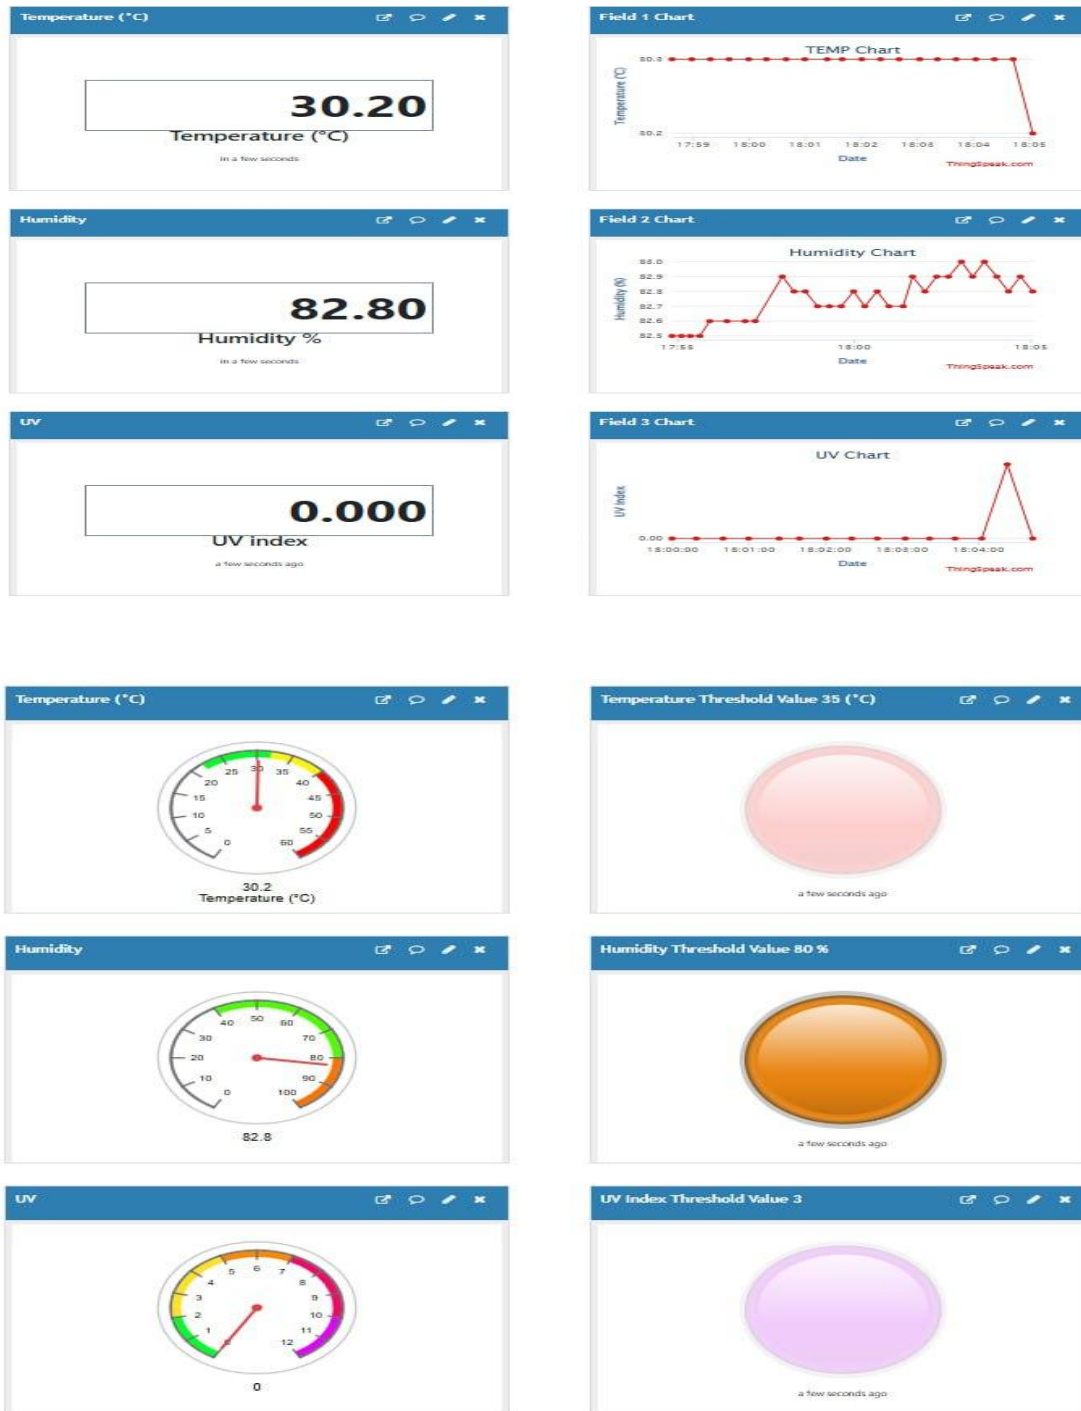 Temperature (°C)
30.20
Temperature (°C)
in a few seconds
Field 1 Chart
TEMP Chart
Temperature (°C)
30.3
30.2
17:59 18:00 18:01 18:02 18:03 18:04 18:05
Date
ThingSpeak.com
Humidity
82.80
Humidity %
in a few seconds
Field 2 Chart
Humidity Chart
Humidity (%)
83.0
82.9
82.8
82.7
82.6
82.5
17:55 18:00 18:05
Date
ThingSpeak.com
UV
0.000
UV index
a few seconds ago
Field 3 Chart
UV Chart
UV Index
0.00
18:00:00 18:01:00 18:02:00 18:03:00 18:04:00
Date
ThingSpeak.com
Temperature (°C)
0 5 10 15 20 25 30 35 40 45 50 55 60
30.2
Temperature (°C)
Temperature Threshold Value 35 (°C)
a few seconds ago
Humidity
0 10 20 30 40 50 60 70 80 90 100
82.8
Humidity Threshold Value 80 %
a few seconds ago
UV
0 1 2 3 4 5 6 7 8 9 10 11 12
0
UV Index Threshold Value 3
a few seconds ago